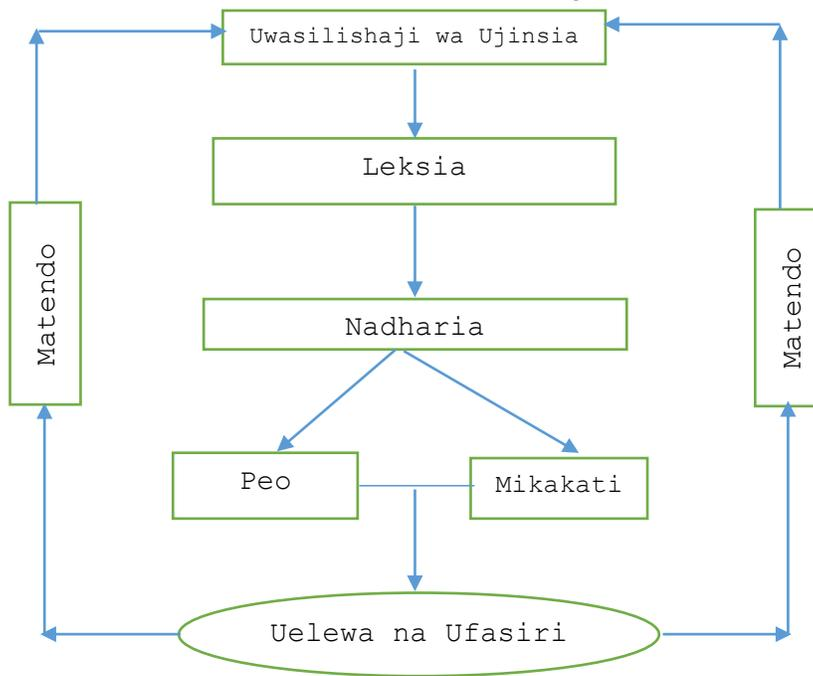 Uwasilishaji wa Ujinsia
Leksia
Matendo
Matendo
Nadharia
Peo
Mikakati
Uelewa na Ufasiri